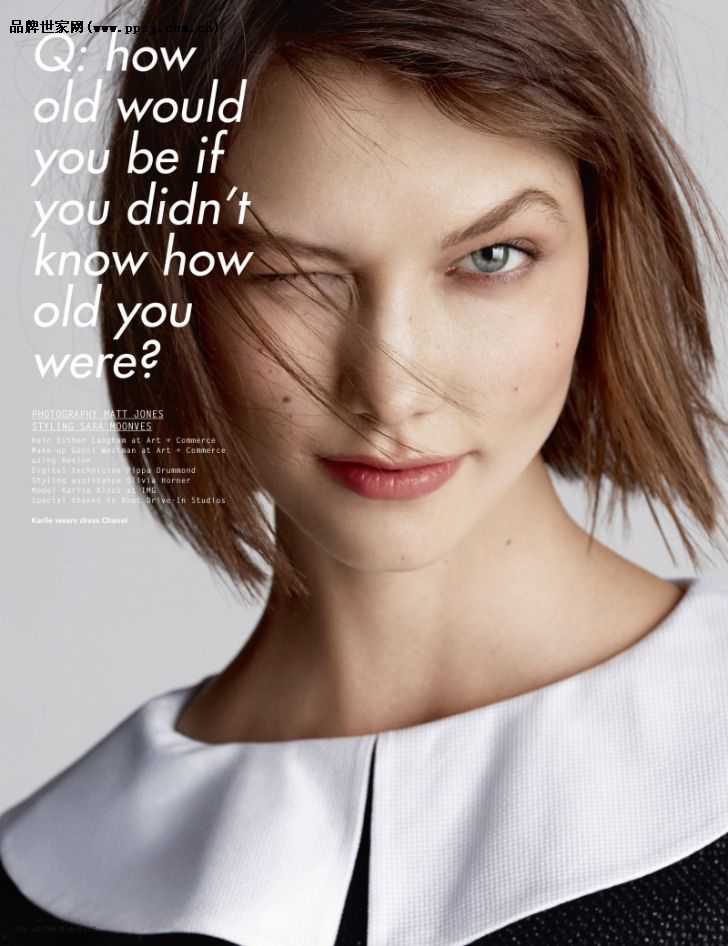 品牌世家网(www.ppsj.com.cn)
Q: how
old would
you be if
you didn't
know how
old you
were?
PHOTOGRAPHY MATT JONES
STYLING SARA MOONVES
Hair Esther Langham at Art + Commerce
Make-up Gucci Westman at Art + Commerce
using Revlon
Digital technician Pippa Drummond
Styling assistance Olivia Horner
Model Karlie Kloss at IMG
Special thanks to Root Drive-In Studios
Karlie wears dress Chanel.